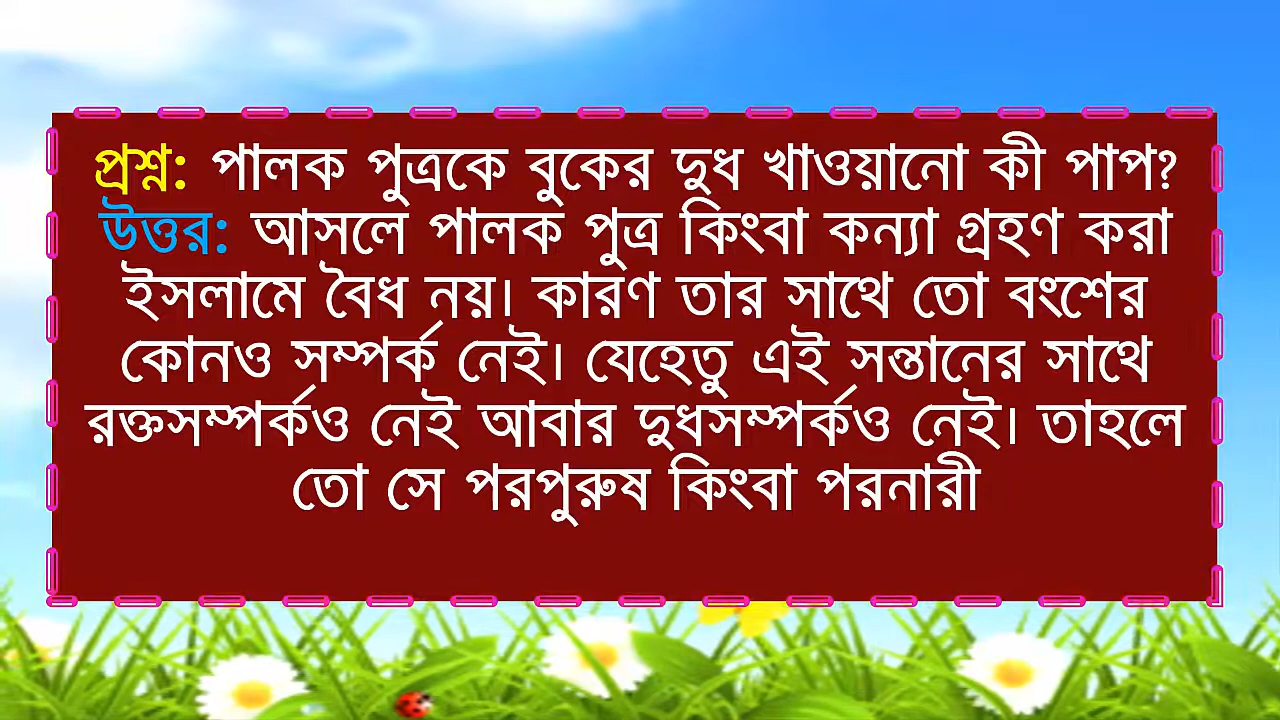 প্রশ্ন: পালক পুত্রকে বুকের দুধ খাওয়ানো কী পাপ?
উত্তর: আসলে পালক পুত্র কিংবা কন্যা গ্রহণ করা
ইসলামে বৈধ নয়। কারণ তার সাথে তো বংশের
কোনও সম্পর্ক নেই। যেহেতু এই সন্তানের সাথে
রক্তসম্পর্কও নেই আবার দুধসম্পর্কও নেই। তাহলে
তো সে পরপুরুষ কিংবা পরনারী